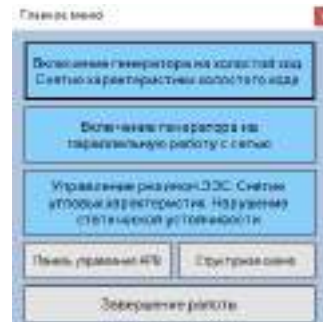 Главное меню
Включение генератора на холостой ход
Снятие характеристики холостого хода
Включение генератора на
параллельную работу с сетью
Управление режимом ЭЭС. Снятие
угловых характеристик. Нарушение
статической устойчивости
Панель управления АРВ
Структурная схема
Завершение работы